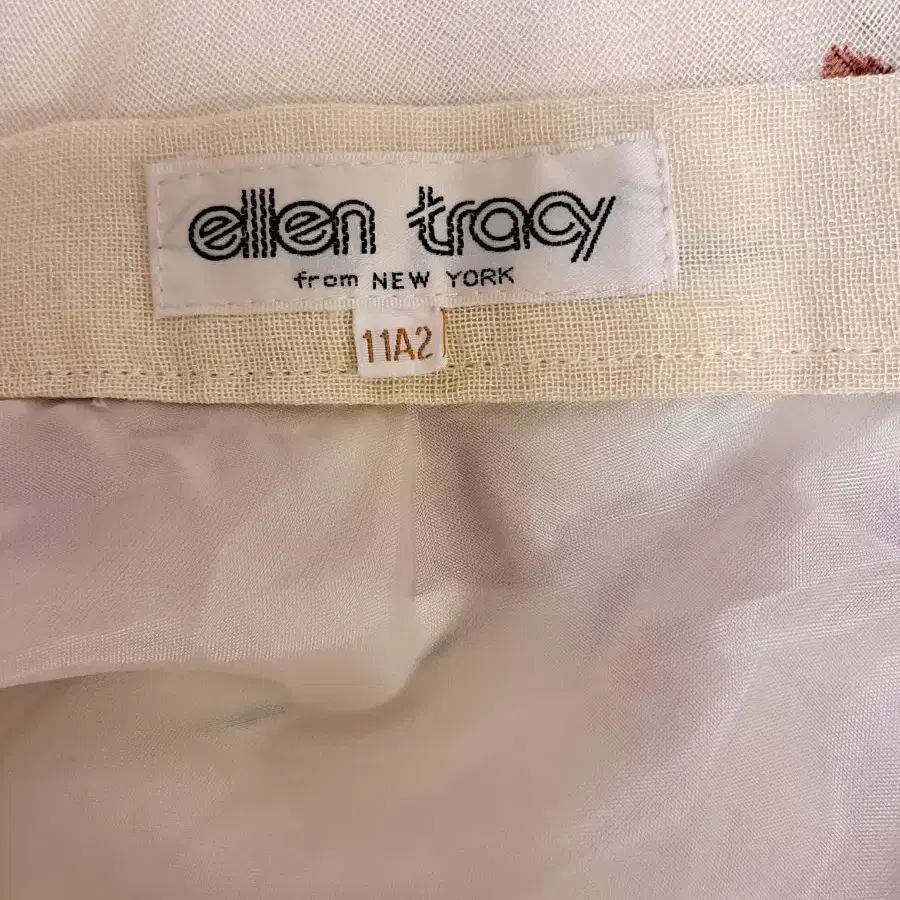 ellen tracy
from NEW YORK
11A2